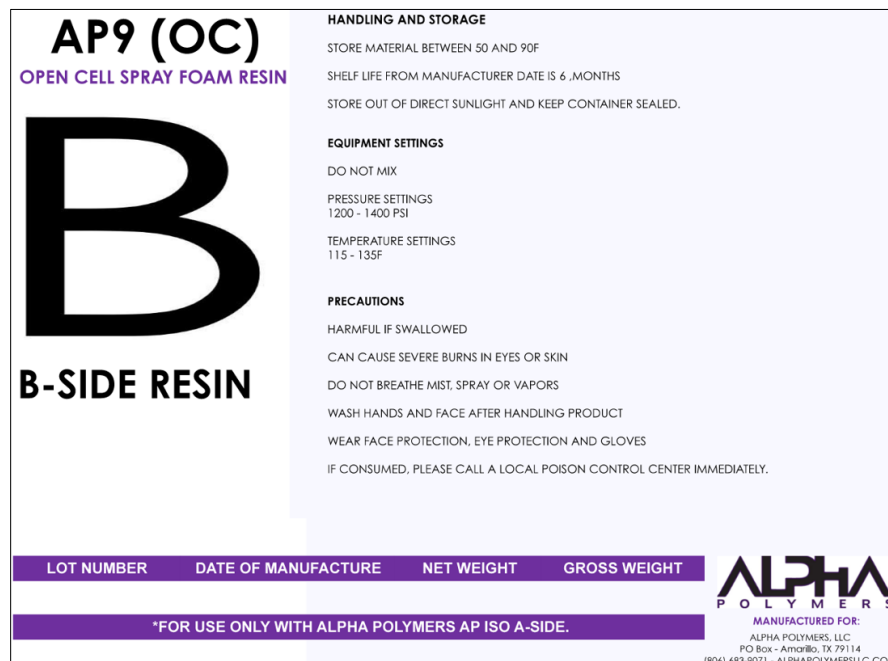 AP9 (OC)
OPEN CELL SPRAY FOAM RESIN
B
B-SIDE RESIN
HANDLING AND STORAGE
STORE MATERIAL BETWEEN 50 AND 90F
SHELF LIFE FROM MANUFACTURER DATE IS 6 ,MONTHS
STORE OUT OF DIRECT SUNLIGHT AND KEEP CONTAINER SEALED.
EQUIPMENT SETTINGS
DO NOT MIX
PRESSURE SETTINGS
1200 - 1400 PSI
TEMPERATURE SETTINGS
115 - 135F
PRECAUTIONS
HARMFUL IF SWALLOWED
CAN CAUSE SEVERE BURNS IN EYES OR SKIN
DO NOT BREATHE MIST, SPRAY OR VAPORS
WASH HANDS AND FACE AFTER HANDLING PRODUCT
WEAR FACE PROTECTION, EYE PROTECTION AND GLOVES
IF CONSUMED, PLEASE CALL A LOCAL POISON CONTROL CENTER IMMEDIATELY.
LOT NUMBER DATE OF MANUFACTURE NET WEIGHT GROSS WEIGHT
*FOR USE ONLY WITH ALPHA POLYMERS AP ISO A-SIDE.
ALPHA
POLYMERS
MANUFACTURED FOR:
ALPHA POLYMERS, LLC
PO Box - Amarillo, TX 79114
(806) 683-9071 - ALPHAPOLYMERSLLC.CO